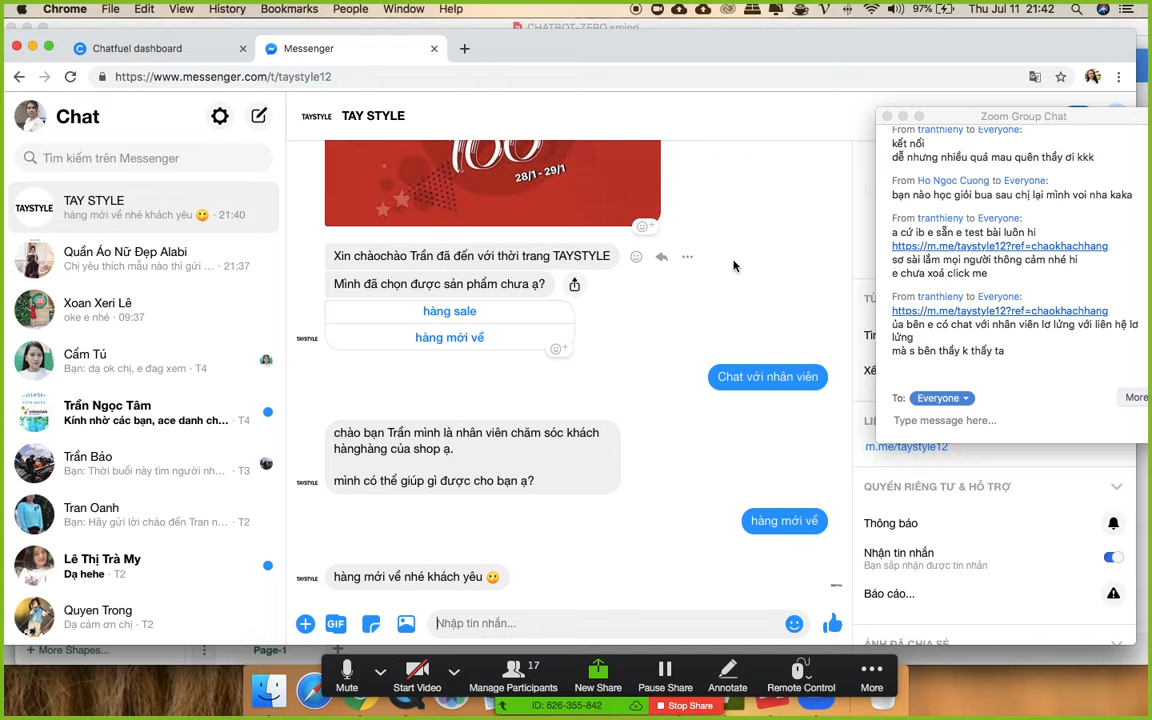 Chrome File Edit View History Bookmarks People Window Help 97% Thu Jul 11 21:42
CHATBOT-ZERO.xmind
Chatfuel dashboard
Messenger
https://www.messenger.com/t/taystyle12
Chat
Tìm kiếm trên Messenger
TAYSTYLE
TAY STYLE
hàng mới về nhé khách yêu 🙂 · 21:40
Quần Áo Nữ Đẹp Alabi
Chị yêu thích mẫu nào thì gửi ... · 21:37
Xoan Xeri Lê
oke e nhé · 09:37
Cẩm Tú
Bạn: dạ ok chị, e đag xem · T4
Trần Ngọc Tâm
Kính nhờ các bạn, ace danh ch... · T4
Trần Bảo
Bạn: Thời buổi này tìm người nh... · T3
Tran Oanh
Bạn: Hãy gửi lời chào đến Tran n... · T2
Lê Thị Trà My
Dạ hehe · T2
Quyen Trong
Dạ cám ơn chị · T2
TAYSTYLE TAY STYLE
28/1 - 29/1
Xin chàochào Trần đã đến với thời trang TAYSTYLE
Mình đã chọn được sản phẩm chưa ạ?
hàng sale
hàng mới về
TAYSTYLE
Chat với nhân viên
chào bạn Trần mình là nhân viên chăm sóc khách
hànghàng của shop ạ.
mình có thể giúp gì được cho bạn ạ?
TAYSTYLE
hàng mới về
hàng mới về nhé khách yêu 🙂
TAYSTYLE
GIF
Nhập tin nhắn...
Zoom Group Chat
From tranthieny to Everyone:
kết nối
dễ nhưng nhiều quá mau quên thầy ơi kkk
From Ho Ngoc Cuong to Everyone:
bạn nào học giỏi bua sau chị lại mình voi nha kaka
From tranthieny to Everyone:
a cứ ib e sẵn e test bài luôn hi
https://m.me/taystyle12?ref=chaokhachhang
sơ sài lắm mọi người thông cảm nhé hi
e chưa xoá click me
From tranthieny to Everyone:
https://m.me/taystyle12?ref=chaokhachhang
ủa bên e có chat với nhân viên lơ lửng với liên hệ lơ
lửng
mà s bên thầy k thấy ta
To: Everyone
More
Type message here...
m.me/taystyle12
QUYỀN RIÊNG TƯ & HỖ TRỢ
Thông báo
Nhận tin nhắn
Bạn sắp nhận được tin nhắn
Báo cáo...
ẢNH ĐÃ CHIA SẺ
+ More Shapes...
Page-1
Mute
Start Video
17
Manage Participants
New Share
Pause Share
Annotate
Remote Control
More
ID: 626-355-842
Stop Share